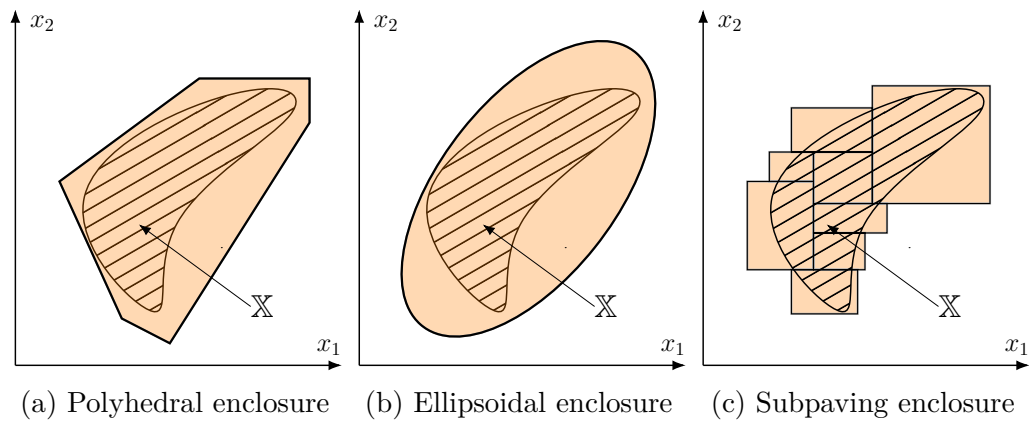 x₂
x₂
x₂
𝕏
𝕏
𝕏
x₁
x₁
x₁
(a) Polyhedral enclosure
(b) Ellipsoidal enclosure
(c) Subpaving enclosure